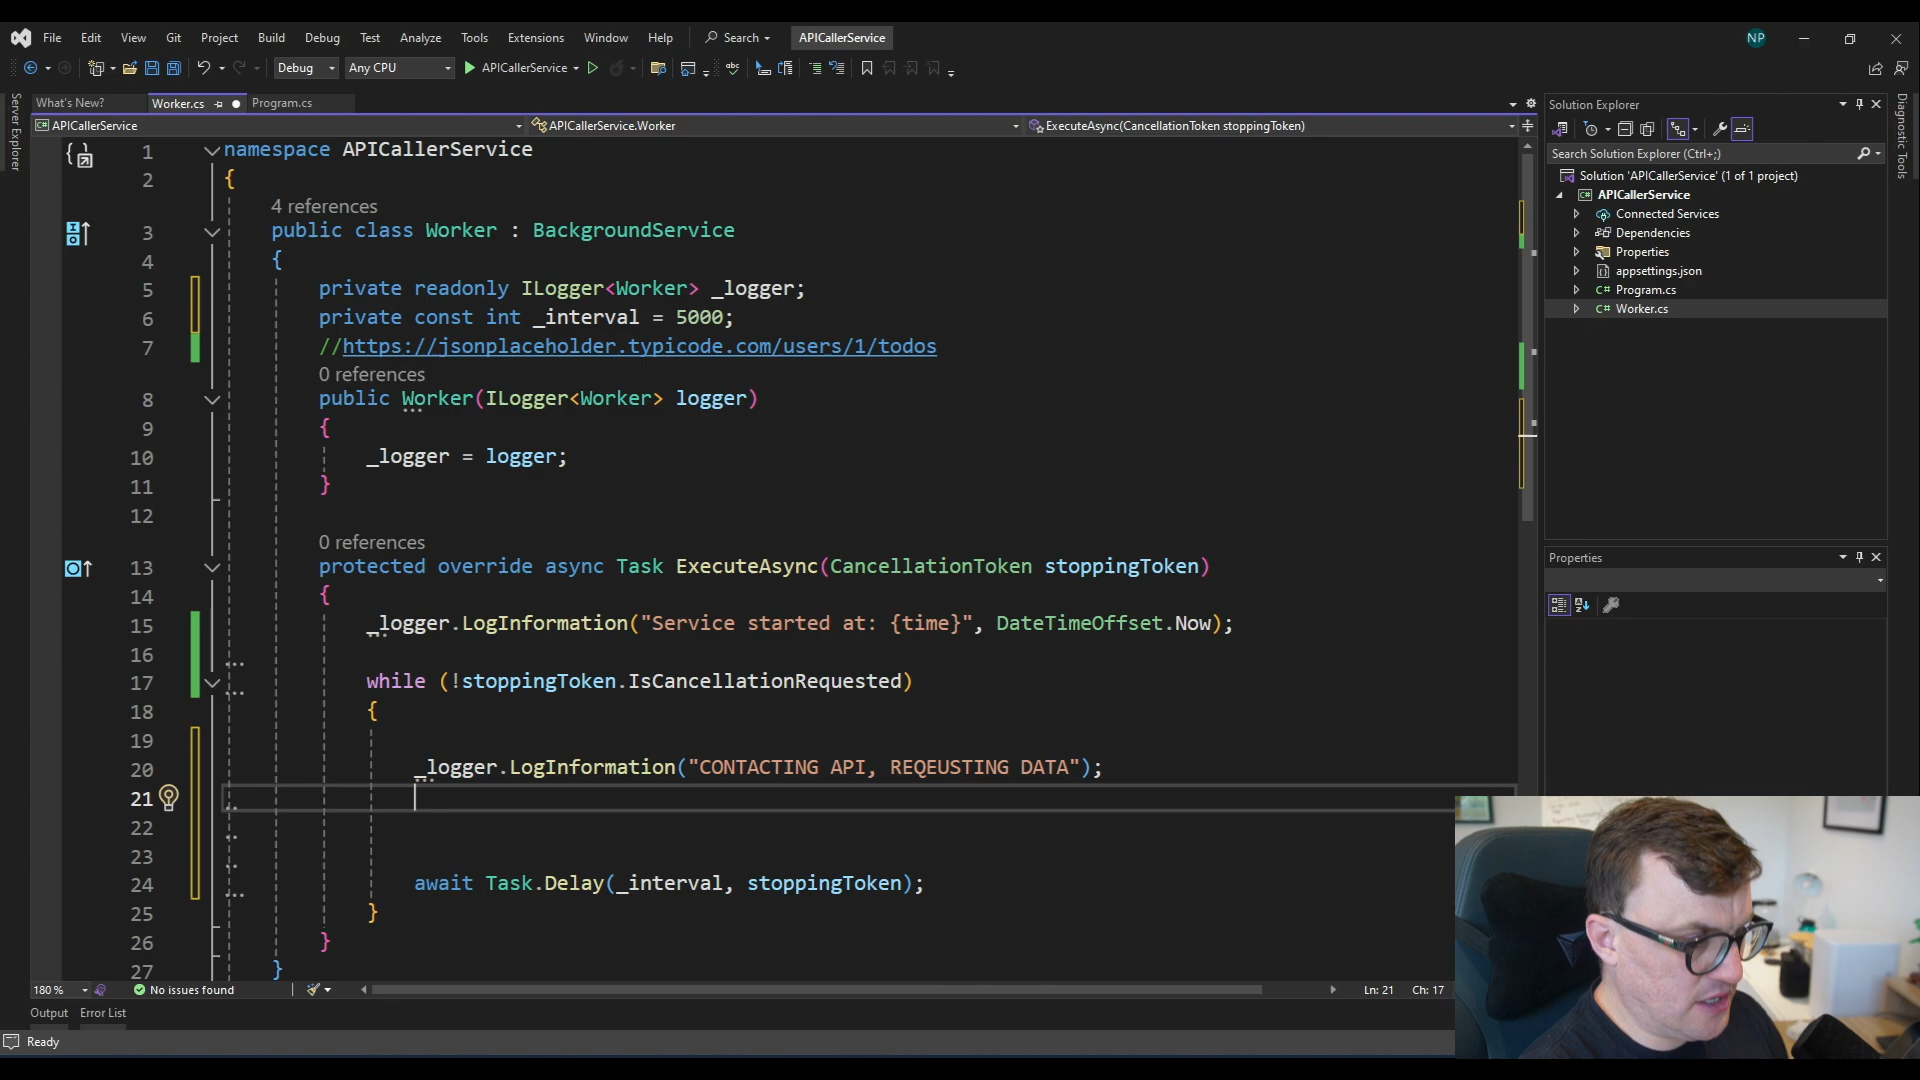 File Edit View Git Project Build Debug Test Analyze Tools Extensions Window Help Search APICallerService NP
Debug Any CPU APICallerService
What's New? Worker.cs Program.cs
APICallerService APICallerService.Worker ExecuteAsync(CancellationToken stoppingToken)
Server Explorer
1 namespace APICallerService
2 {
4 references
3 public class Worker : BackgroundService
4 {
5 private readonly ILogger<Worker> _logger;
6 private const int _interval = 5000;
7 //https://jsonplaceholder.typicode.com/users/1/todos
0 references
8 public Worker(ILogger<Worker> logger)
9 {
10 _logger = logger;
11 }
12
0 references
13 protected override async Task ExecuteAsync(CancellationToken stoppingToken)
14 {
15 _logger.LogInformation("Service started at: {time}", DateTimeOffset.Now);
16
17 while (!stoppingToken.IsCancellationRequested)
18 {
19
20 _logger.LogInformation("CONTACTING API, REQEUSTING DATA");
21
22
23
24 await Task.Delay(_interval, stoppingToken);
25 }
26 }
27 }
180 % No issues found Ln: 21 Ch: 17
Output Error List
Ready
Solution Explorer
Search Solution Explorer (Ctrl+;)
Solution 'APICallerService' (1 of 1 project)
C# APICallerService
Connected Services
Dependencies
Properties
appsettings.json
C# Program.cs
C# Worker.cs
Properties
Diagnostic Tools